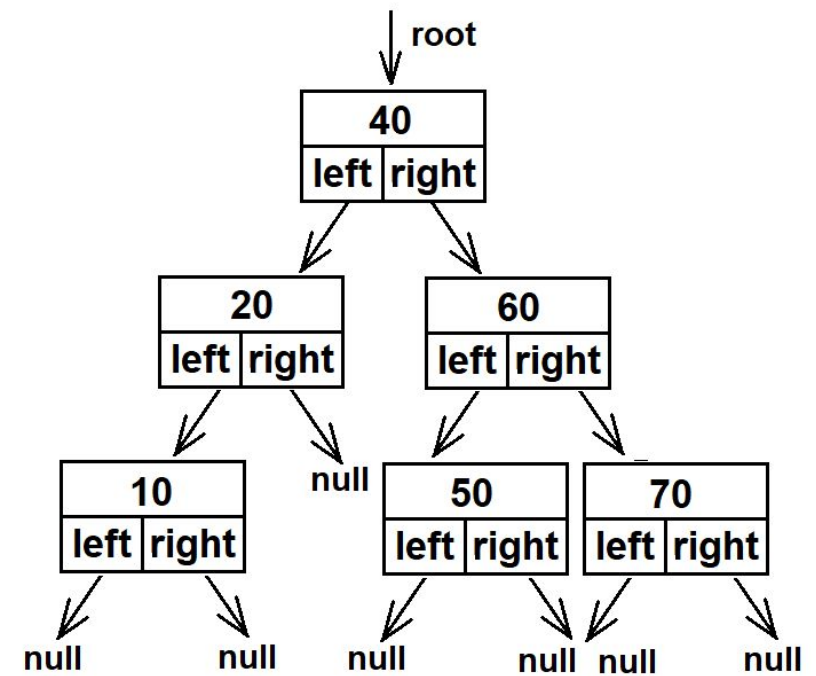 root
40
left right
20 60
left right left right
10 null 50 70
left right left right left right
null null null null null null